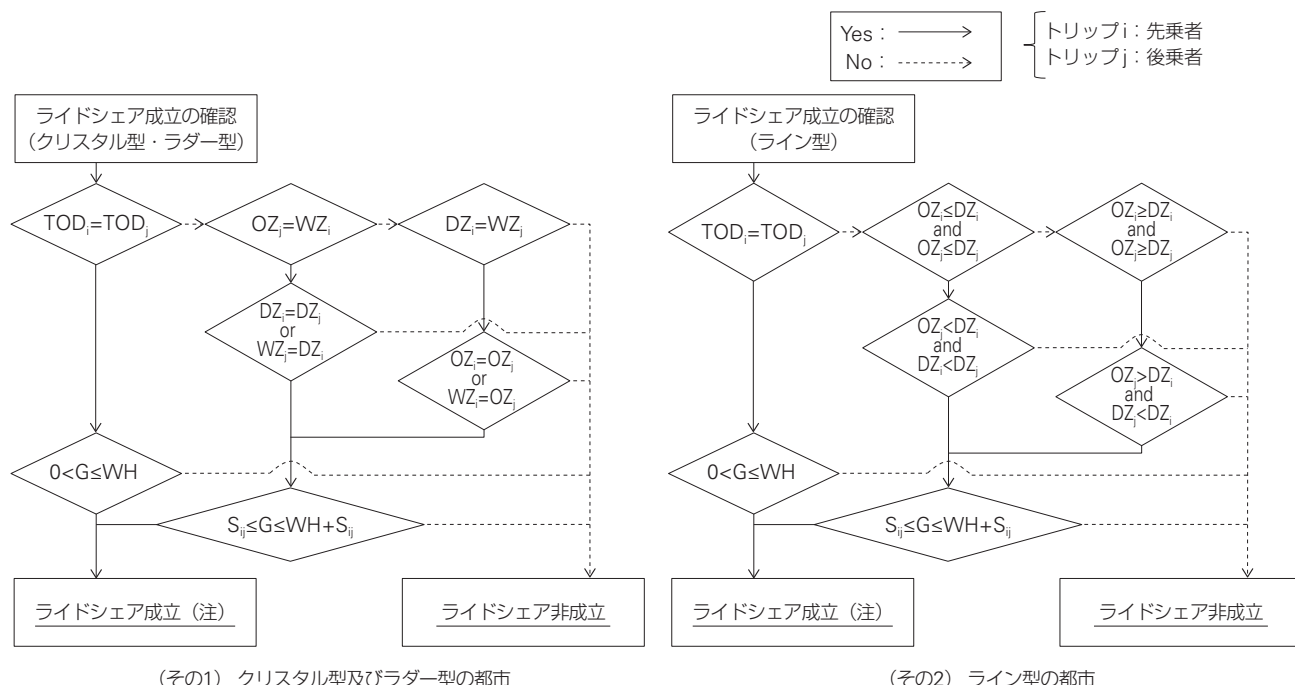 Yes：
No：
トリップi：先乗者
トリップj：後乗者
ライドシェア成立の確認
（クリスタル型・ラダー型）
TODi=TODj
OZj=WZi
DZi=WZj
DZi=DZj
or
WZj=DZi
OZi=OZj
or
WZi=OZj
0<G≤WH
Sij≤G≤WH+Sij
ライドシェア成立（注）
ライドシェア非成立
（その1） クリスタル型及びラダー型の都市
ライドシェア成立の確認
（ライン型）
TODi=TODj
OZi≤DZi
and
OZj≤DZj
OZi≥DZi
and
OZj≥DZj
OZj<DZi
and
DZi<DZj
OZj>DZi
and
DZj<DZi
0<G≤WH
Sij≤G≤WH+Sij
ライドシェア成立（注）
ライドシェア非成立
（その2） ライン型の都市